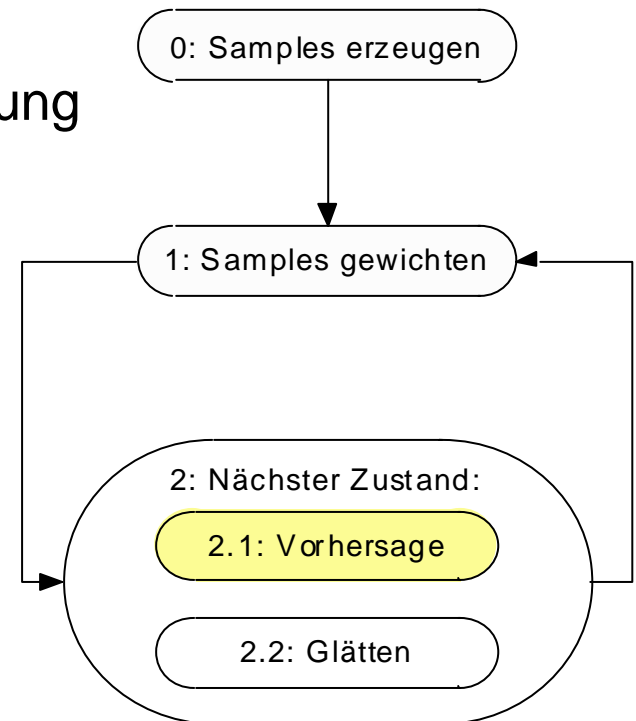 0: Samples erzeugen
ung
1: Samples gewichten
2: Nächster Zustand:
2.1: Vorhersage
2.2: Glätten